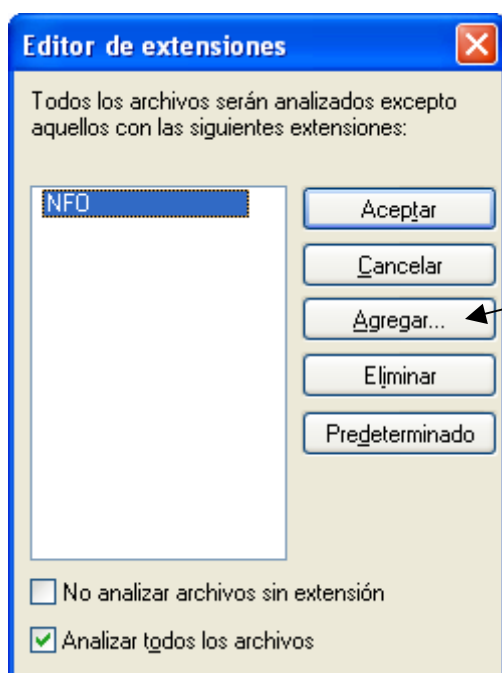 Editor de extensiones
Todos los archivos serán analizados excepto
aquellos con las siguientes extensiones:
NFO
Aceptar
Cancelar
Agregar...
Eliminar
Predeterminado
No analizar archivos sin extensión
Analizar todos los archivos